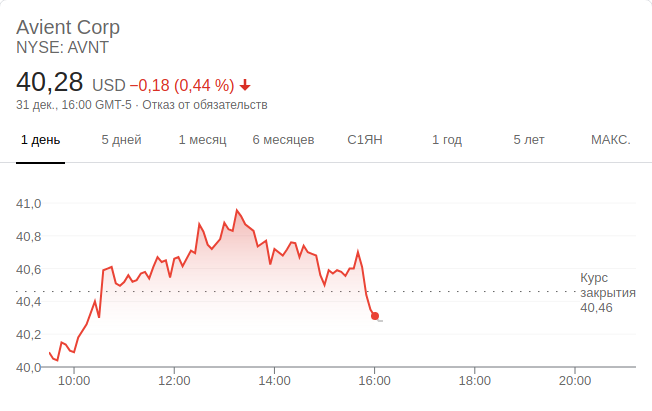 Avient Corp
NYSE: AVNT
40,28 USD −0,18 (0,44 %)
31 дек., 16:00 GMT-5 · Отказ от обязательств
1 день 5 дней 1 месяц 6 месяцев С1ЯН 1 год 5 лет МАКС.
41,0
40,8
40,6
40,4
40,2
40,0
Курс
закрытия
40,46
10:00 12:00 14:00 16:00 18:00 20:00